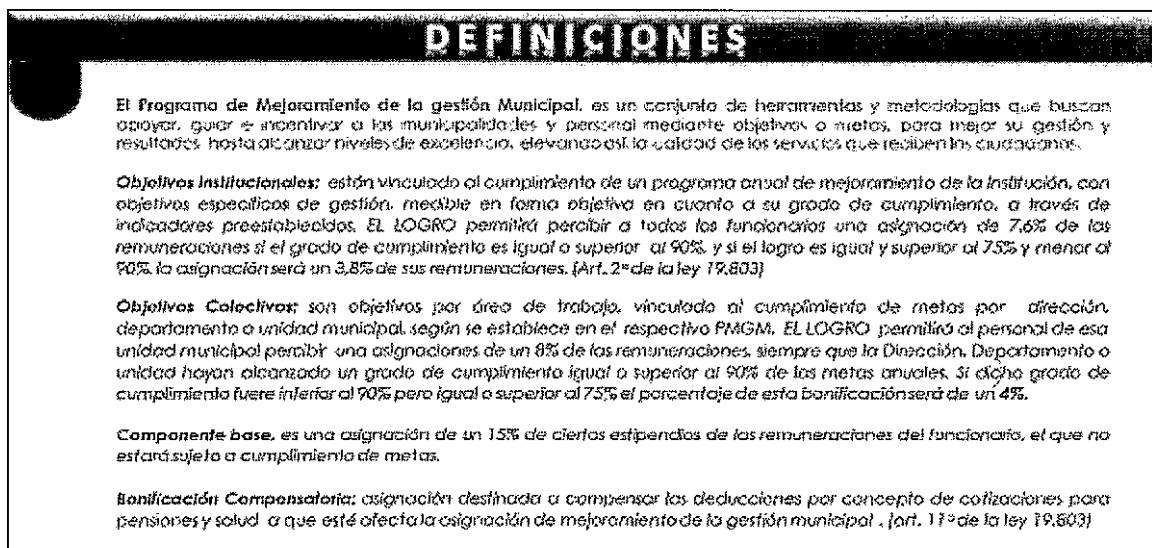 DEFINICIONES
El Programa de Mejoramiento de la gestión Municipal, es un conjunto de herramientas y metodologías que buscan
apoyar, guiar e incentivar a las municipalidades y personal mediante objetivos o metas, para mejor su gestión y
resultados hasta alcanzar niveles de excelencia, elevando así, la calidad de los servicios que reciben los ciudadanos.
Objetivos Institucionales: están vinculado al cumplimiento de un programa anual de mejoramiento de la Institución, con
objetivos específicos de gestión, medible en forma objetiva en cuanto a su grado de cumplimiento, a través de
indicadores preestablecidos. EL LOGRO permitirá percibir a todos los funcionarios una asignación de 7,6% de las
remuneraciones si el grado de cumplimiento es igual o superior al 90%, y si el logro es igual y superior al 75% y menor al
90%, la asignación será un 3,8% de sus remuneraciones. (Art. 2º de la ley 19.803)
Objetivos Colectivos; son objetivos por área de trabajo, vinculado al cumplimiento de metas por dirección,
departamento o unidad municipal, según se establece en el respectivo PMGM. EL LOGRO permitirá al personal de esa
unidad municipal percibir una asignaciones de un 8% de las remuneraciones, siempre que la Dirección, Departamento o
unidad hayan alcanzado un grado de cumplimiento igual o superior al 90% de las metas anuales. Si dicho grado de
cumplimiento fuere inferior al 90% pero igual o superior al 75% el porcentaje de esta bonificación será de un 4%.
Componente base, es una asignación de un 15% de ciertos estipendios de las remuneraciones del funcionario, el que no
estará sujeto a cumplimiento de metas.
Bonificación Compensatoria: asignación destinada a compensar las deducciones por concepto de cotizaciones para
pensiones y salud a que esté afecta la asignación de mejoramiento de la gestión municipal . (art. 11º de la ley 19.803)